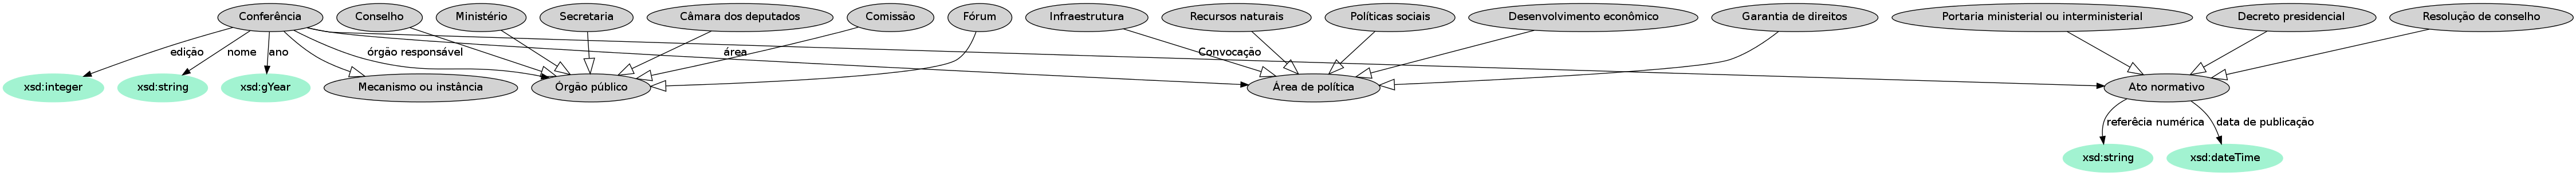 Conferência
Conselho
Ministério
Secretaria
Câmara dos deputados
Comissão
Fórum
Infraestrutura
Recursos naturais
Políticas sociais
Desenvolvimento econômico
Garantia de direitos
Portaria ministerial ou interministerial
Decreto presidencial
Resolução de conselho
edição
nome
ano
órgão responsável
área
Convocação
xsd:integer
xsd:string
xsd:gYear
Mecanismo ou instância
Órgão público
Área de política
Ato normativo
referêcia numérica
data de publicação
xsd:string
xsd:dateTime